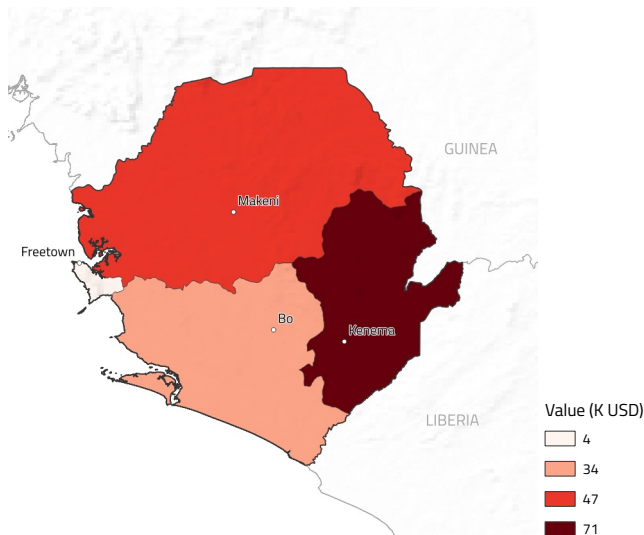 GUINEA
Makeni
Freetown
Bo
Kenema
LIBERIA
Value (K USD)
4
34
47
71